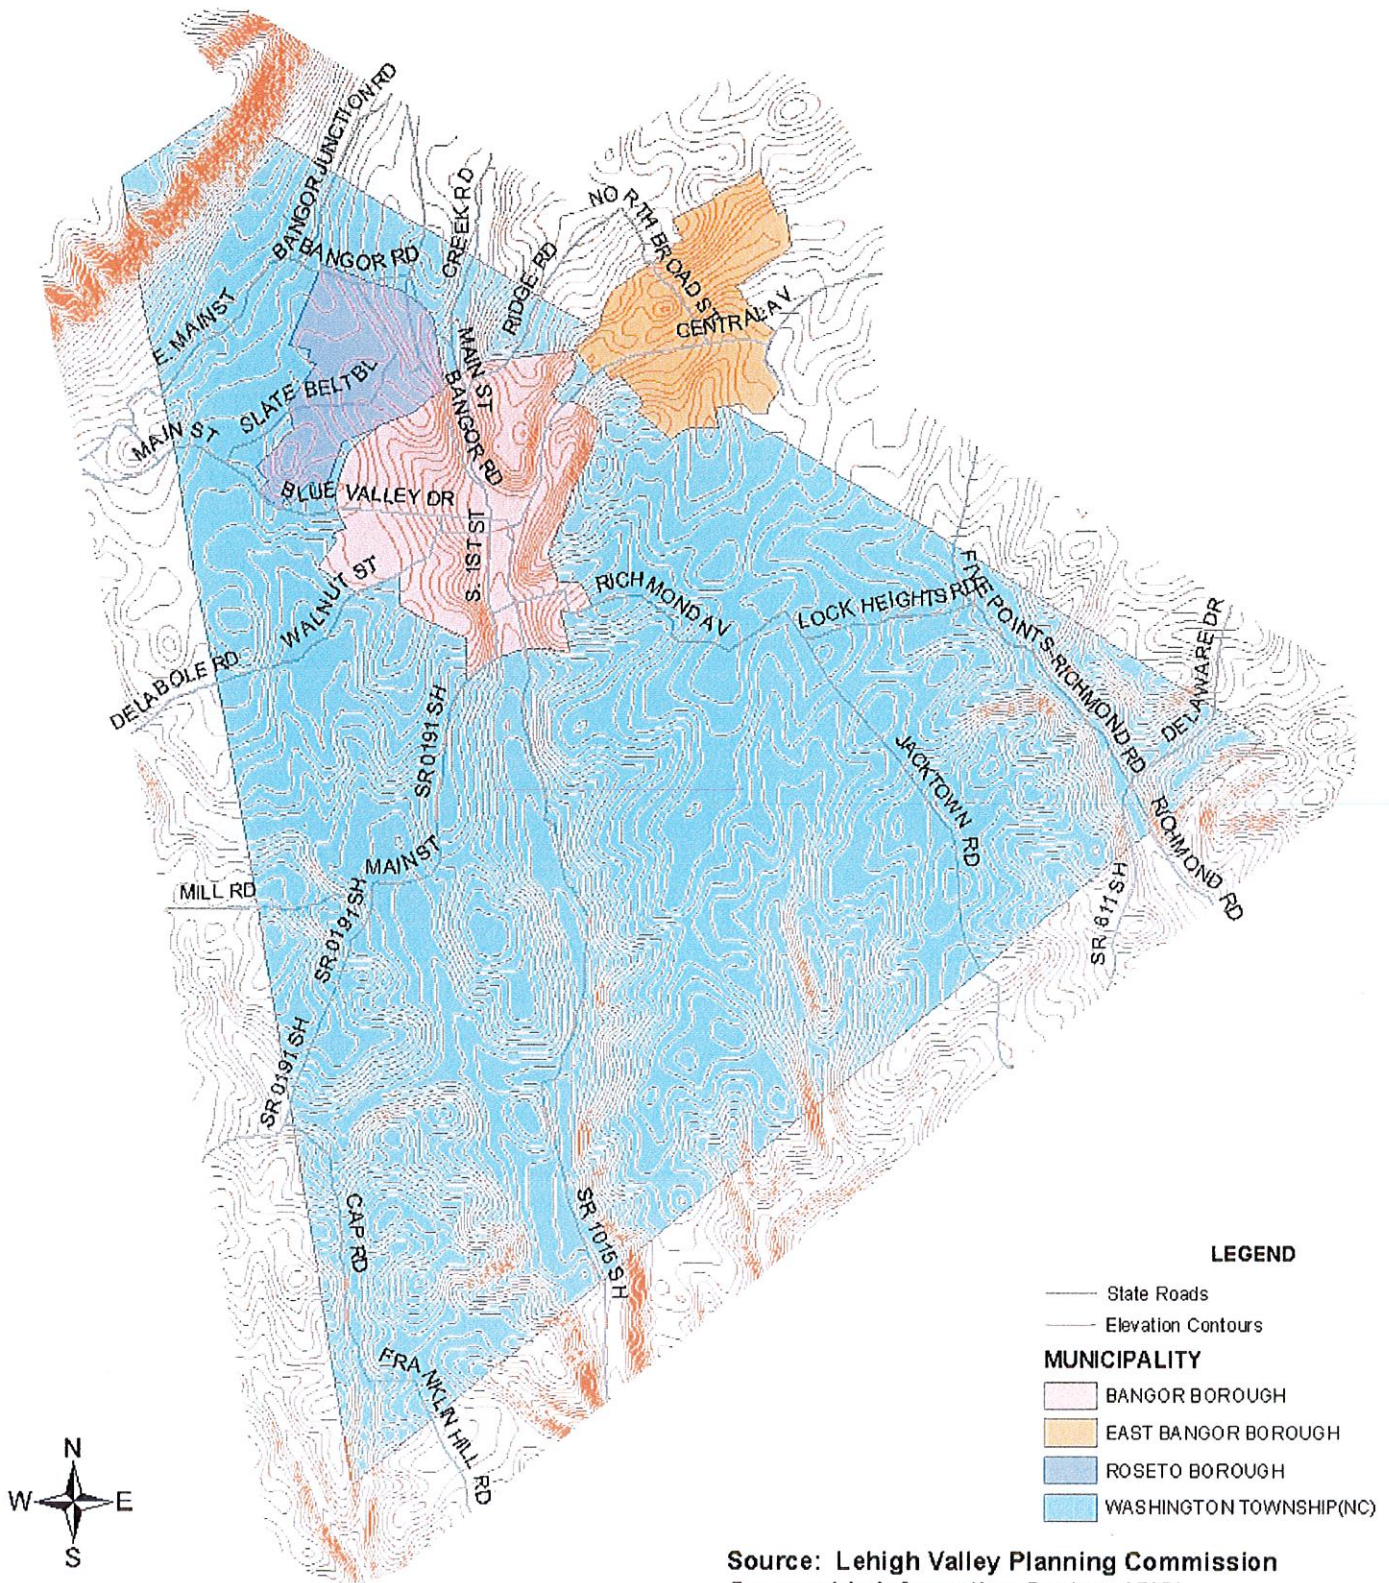 BANGOR JUNCTION RD
BANGOR RD
CREEK RD
NORTH BROAD ST
RIDGE RD
CENTRAL AV
E. MAIN ST
MAIN ST
SLATE BELT BL
BANGOR RD
MAIN ST
BLUE VALLEY DR
S. 1ST ST
WALNUT ST
RICHMOND AV
LOCK HEIGHTS RD
FIVE POINTS-RICHMOND RD
DELAWARE DR
DELABOLE RD
SR 0191 SH
JACKTOWN RD
MAIN ST
MILL RD
SR 0191 SH
RICHMOND RD
SR 611 SH
SR 0191 SH
CAP RD
SR 1015 SH
FRANKLIN HILL RD
N
W E
S
LEGEND
State Roads
Elevation Contours
MUNICIPALITY
BANGOR BOROUGH
EAST BANGOR BOROUGH
ROSETO BOROUGH
WASHINGTON TOWNSHIP(NC)
Source: Lehigh Valley Planning Commission